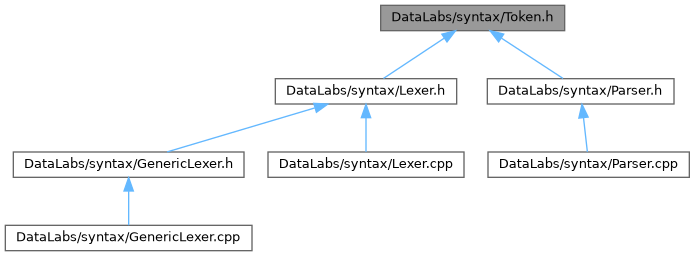 DataLabs/syntax/Token.h
DataLabs/syntax/Lexer.h
DataLabs/syntax/Parser.h
DataLabs/syntax/GenericLexer.h
DataLabs/syntax/Lexer.cpp
DataLabs/syntax/Parser.cpp
DataLabs/syntax/GenericLexer.cpp